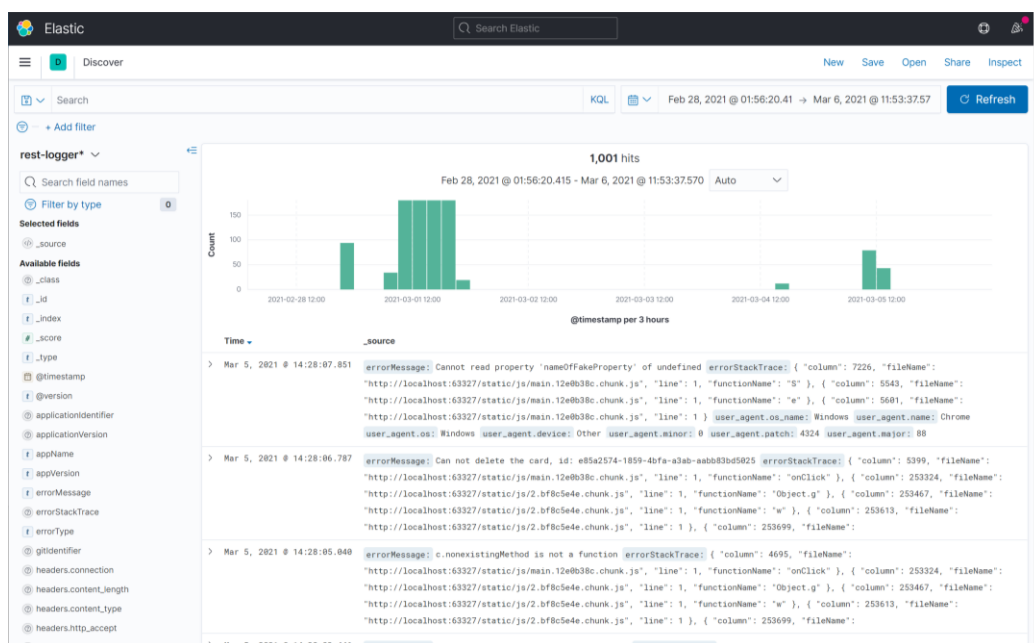 Elastic
Search Elastic
D Discover
New Save Open Share Inspect
Search
KQL
Feb 28, 2021 @ 01:56:20.41 → Mar 6, 2021 @ 11:53:37.57
Refresh
+ Add filter
rest-logger*
Search field names
Filter by type 0
Selected fields
_source
Available fields
_class
t _id
t _index
# _score
t _type
@timestamp
t @version
applicationIdentifier
applicationVersion
t appName
t appVersion
t errorMessage
errorStackTrace
t errorType
gitIdentifier
headers.connection
headers.content_length
headers.content_type
headers.http_accept
1,001 hits
Feb 28, 2021 @ 01:56:20.415 - Mar 6, 2021 @ 11:53:37.570 Auto
Count
150
100
50
0
2021-02-28 12:00 2021-03-01 12:00 2021-03-02 12:00 2021-03-03 12:00 2021-03-04 12:00 2021-03-05 12:00
@timestamp per 3 hours
Time _source
Mar 5, 2021 @ 14:28:07.851 errorMessage: Cannot read property 'nameOfFakeProperty' of undefined errorStackTrace: { "column": 7226, "fileName":
"http://localhost:63327/static/js/main.12e0b38c.chunk.js", "line": 1, "functionName": "S" }, { "column": 5543, "fileName":
"http://localhost:63327/static/js/main.12e0b38c.chunk.js", "line": 1, "functionName": "e" }, { "column": 5601, "fileName":
"http://localhost:63327/static/js/main.12e0b38c.chunk.js", "line": 1 } user_agent.os_name: Windows user_agent.name: Chrome
user_agent.os: Windows user_agent.device: Other user_agent.minor: 0 user_agent.patch: 4324 user_agent.major: 88
Mar 5, 2021 @ 14:28:06.787 errorMessage: Can not delete the card, id: e85a2574-1859-4bfa-a3ab-aabb83bd5025 errorStackTrace: { "column": 5399, "fileName":
"http://localhost:63327/static/js/main.12e0b38c.chunk.js", "line": 1, "functionName": "onClick" }, { "column": 253324, "fileName":
"http://localhost:63327/static/js/2.bf8c5e4e.chunk.js", "line": 1, "functionName": "Object.g" }, { "column": 253467, "fileName":
"http://localhost:63327/static/js/2.bf8c5e4e.chunk.js", "line": 1, "functionName": "w" }, { "column": 253613, "fileName":
"http://localhost:63327/static/js/2.bf8c5e4e.chunk.js", "line": 1 }, { "column": 253699, "fileName":
Mar 5, 2021 @ 14:28:05.040 errorMessage: c.nonexistingMethod is not a function errorStackTrace: { "column": 4695, "fileName":
"http://localhost:63327/static/js/main.12e0b38c.chunk.js", "line": 1, "functionName": "onClick" }, { "column": 253324, "fileName":
"http://localhost:63327/static/js/2.bf8c5e4e.chunk.js", "line": 1, "functionName": "Object.g" }, { "column": 253467, "fileName":
"http://localhost:63327/static/js/2.bf8c5e4e.chunk.js", "line": 1, "functionName": "w" }, { "column": 253613, "fileName":
"http://localhost:63327/static/js/2.bf8c5e4e.chunk.js", "line": 1 }, { "column": 253699, "fileName":